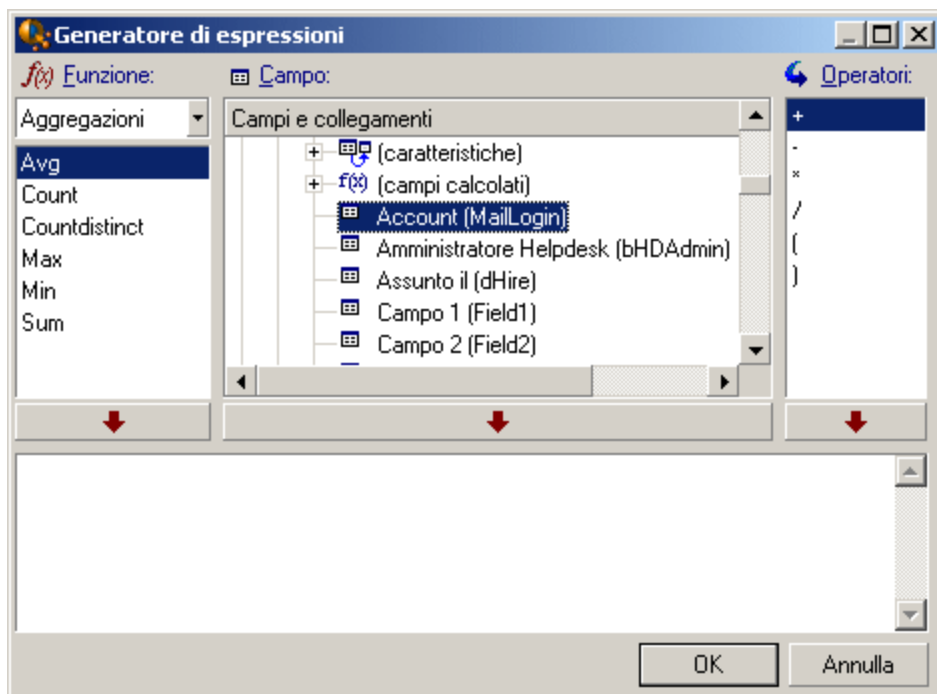 Generatore di espressioni
f(x) Funzione:
Campo:
Operatori:
Aggregazioni
Avg
Count
Countdistinct
Max
Min
Sum
Campi e collegamenti
(caratteristiche)
f(x) (campi calcolati)
Account (MailLogin)
Amministratore Helpdesk (bHDAdmin)
Assunto il (dHire)
Campo 1 (Field1)
Campo 2 (Field2)
+
-
*
/
(
)
OK
Annulla